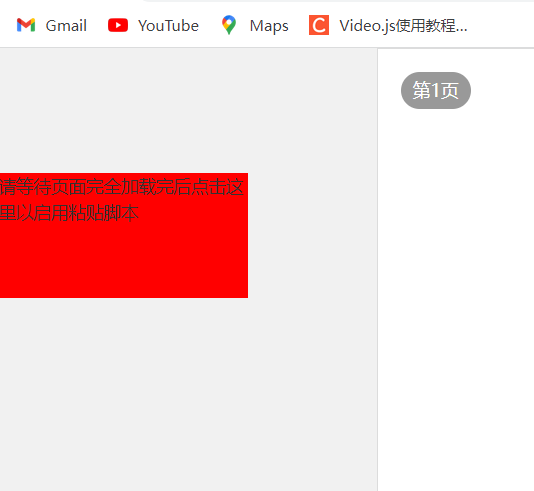 Gmail YouTube Maps Video.js使用教程...
第1页
请等待页面完全加载完后点击这
里以启用粘贴脚本